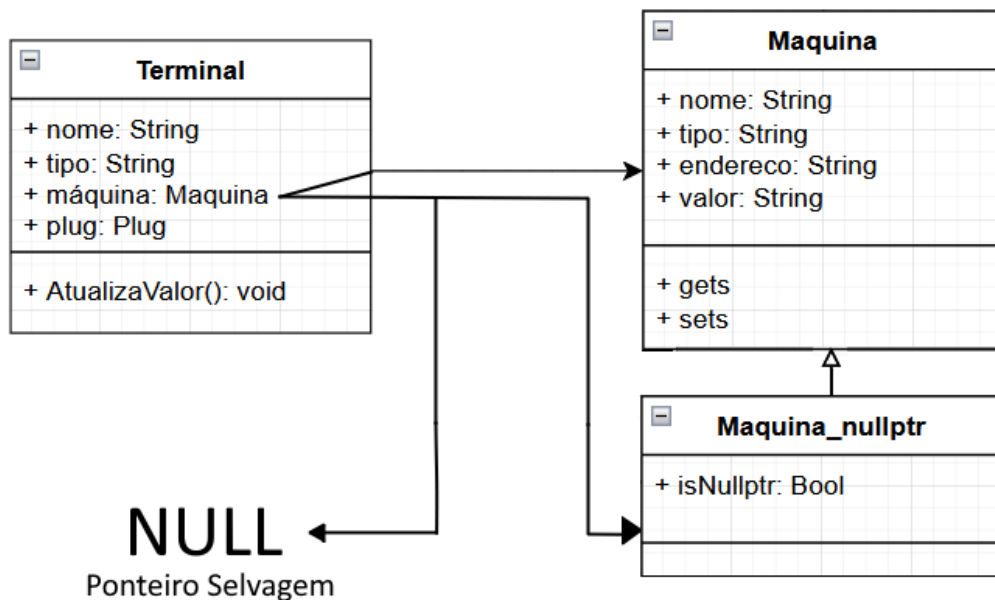 Terminal
+ nome: String
+ tipo: String
+ máquina: Maquina
+ plug: Plug
+ AtualizaValor(): void
Maquina
+ nome: String
+ tipo: String
+ endereco: String
+ valor: String
+ gets
+ sets
Maquina_nullptr
+ isNullptr: Bool
NULL
Ponteiro Selvagem